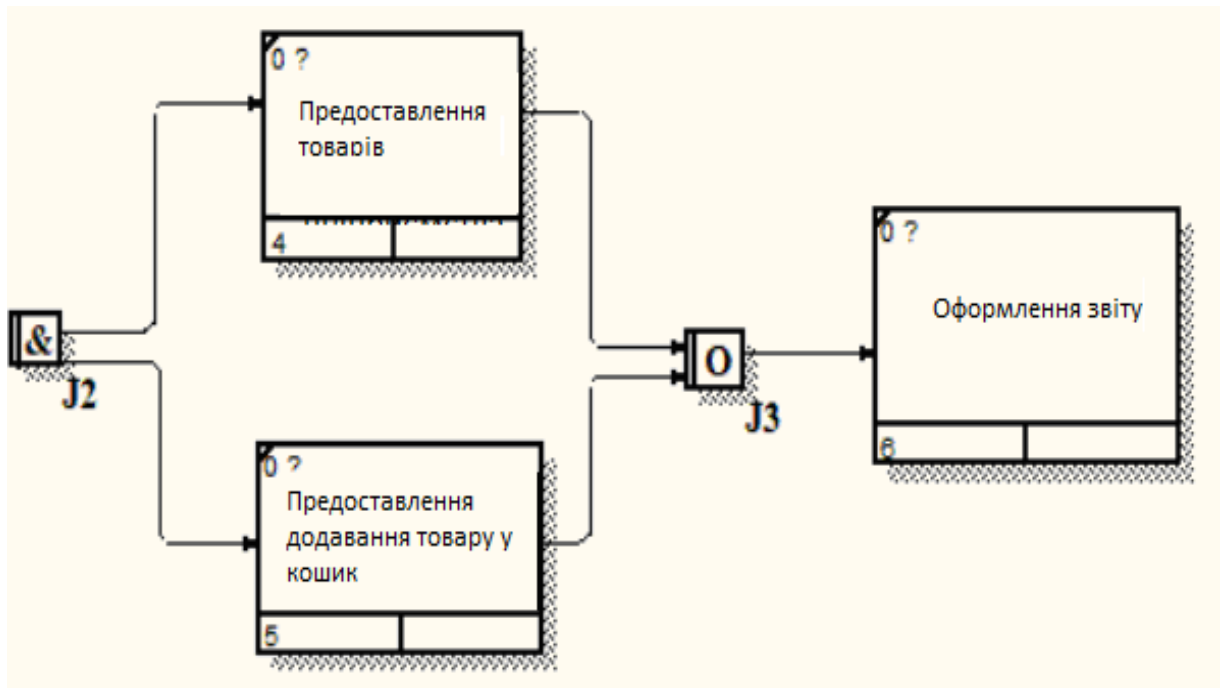 0 ?
Предоставлення
товарів
4
&
J2
0 ?
Предоставлення
додавання товару у
кошик
5
O
J3
0 ?
Оформлення звіту
6